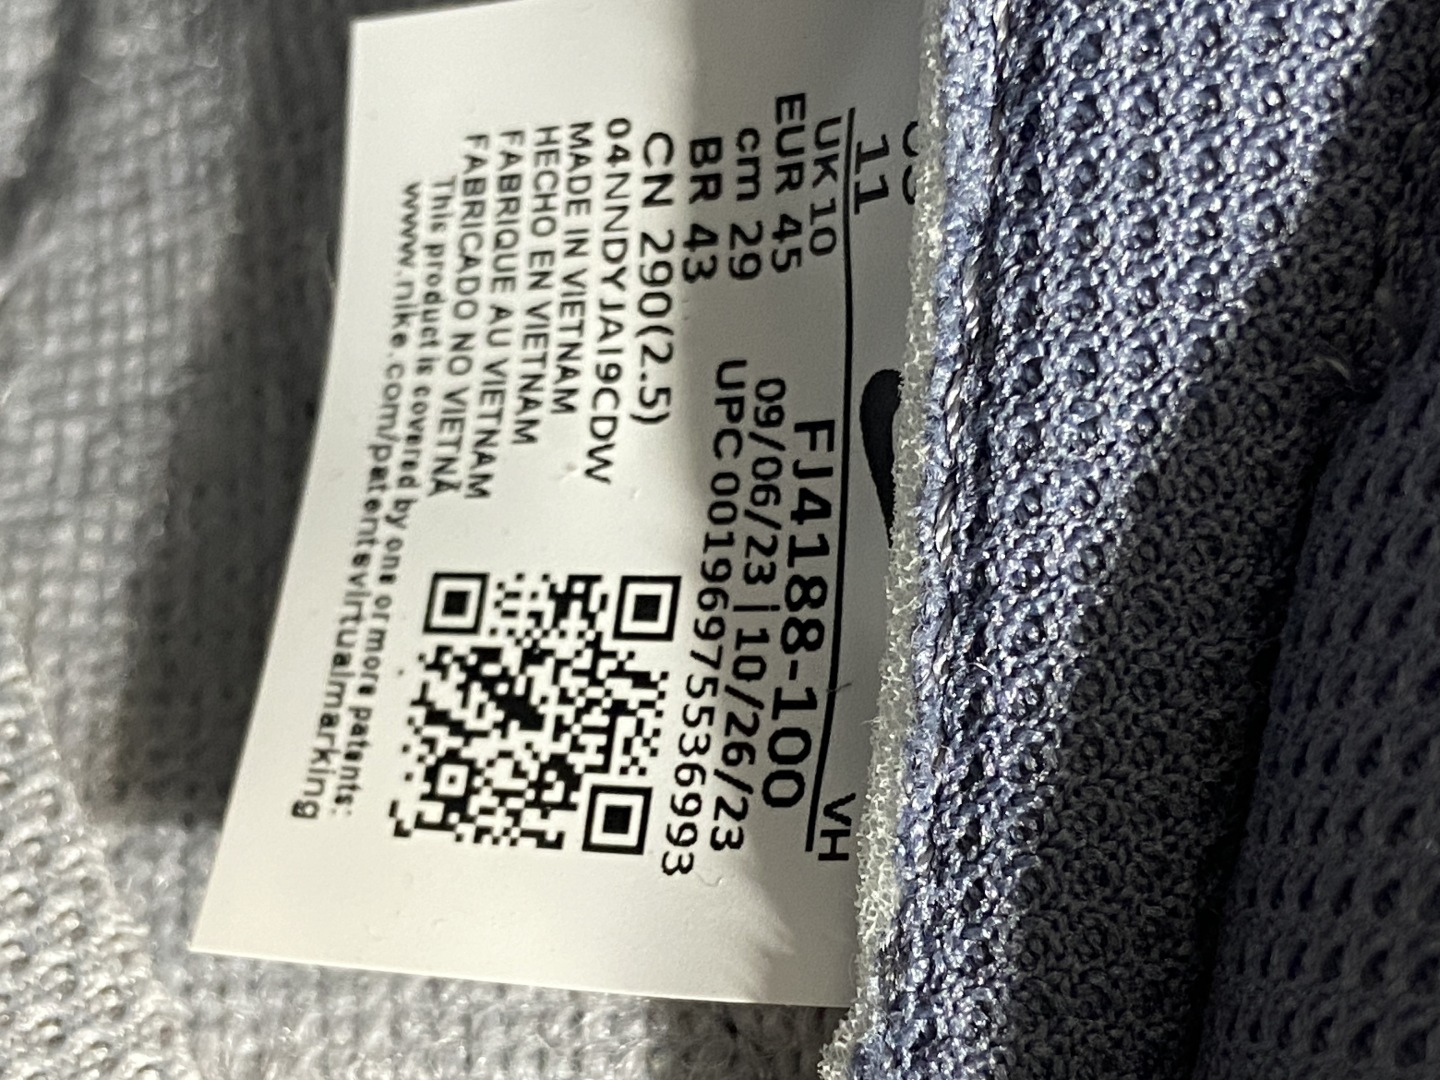 11
UK 10
EUR 45
cm 29
BR 43
CN 290(2.5)
FJ4188-100
VH
09/06/23 | 10/26/23
UPC 00196975536993
04NNDYJAI9CDW
MADE IN VIETNAM
HECHO EN VIETNAM
FABRIQUE AU VIETNAM
FABRICADO NO VIETNÃ
This product is covered by one or more patents:
www.nike.com/patentsvirtualmarking